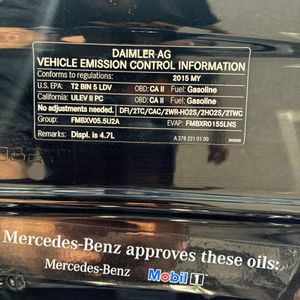 DAIMLER AG
VEHICLE EMISSION CONTROL INFORMATION
Conforms to regulations: 2015 MY
U.S. EPA: T2 BIN 5 LDV OBD: CA II Fuel: Gasoline
California: ULEV II PC OBD: CA II Fuel: Gasoline
No adjustments needed. DFI/2TC/CAC/2WR-HO2S/2HO2S/2TWC
Group: FMBXV05.5U2A EVAP: FMBXR0155LNS
Remarks: Displ. is 4.7L
A 278 221 01 00
Mercedes-Benz approves these oils:
Mercedes-Benz Mobil 1